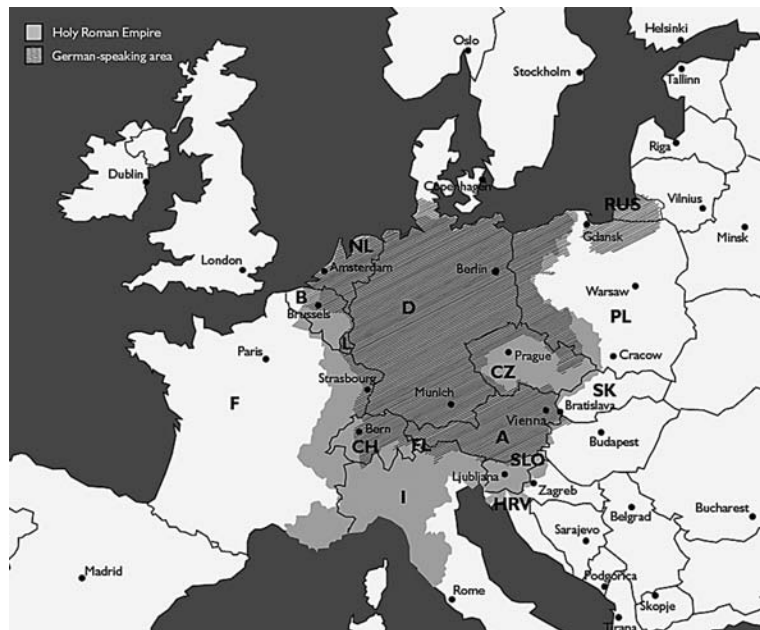 Holy Roman Empire
German-speaking area
Helsinki
Oslo
Stockholm
Tallinn
Riga
Dublin
Copenhagen
RUS
Vilnius
Gdansk
Minsk
NL
London
Amsterdam
Berlin
Warsaw
B
Brussels
D
PL
L
Paris
Prague
Cracow
CZ
Strasbourg
SK
F
Munich
Vienna
Bratislava
Bern
CH
FL
A
Budapest
SLO
Ljubljana
Zagreb
I
HRV
Belgrad
Bucharest
Sarajevo
Madrid
Podgorica
Rome
Skopje
Tirana